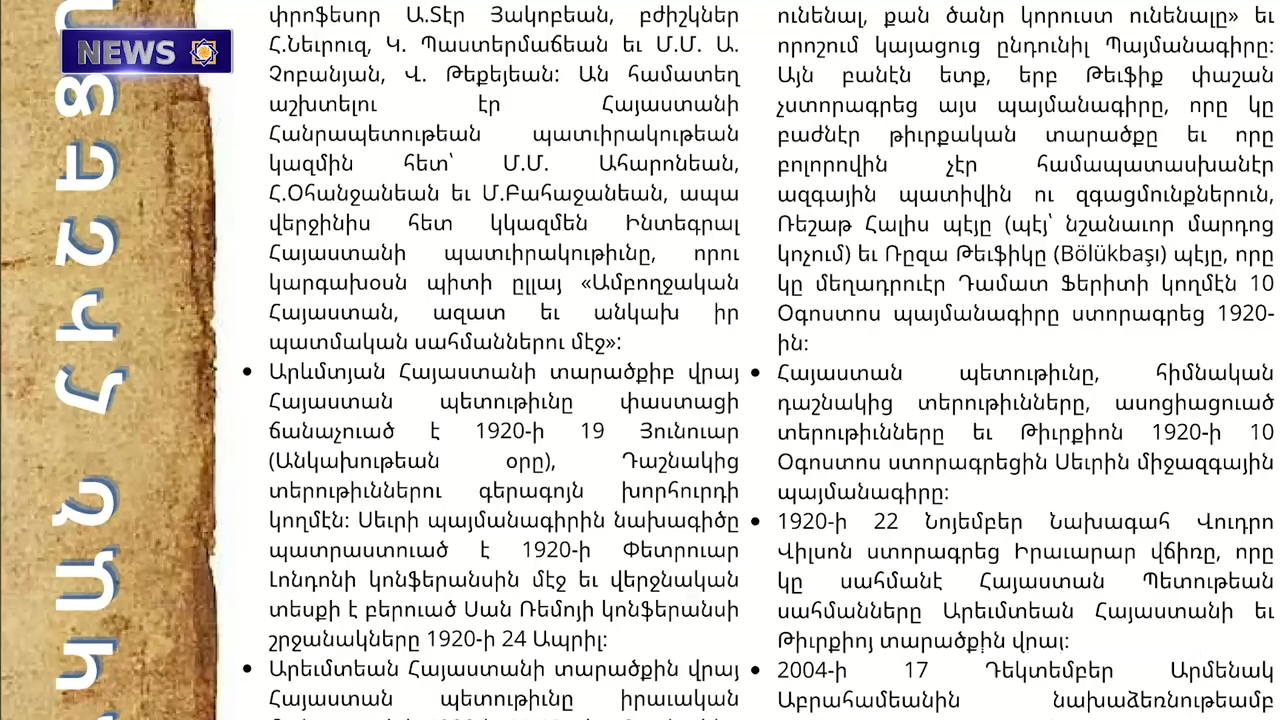 NEWS
փրոֆեսոր Ա.Տէր Յակոբեան, բժիշկներ
Հ.Նեւրուզ, Կ. Պաստերմաճեան եւ Մ.Մ. Ա.
Չոբանյան, Վ. Թեքեյեան: Ան համատեղ
աշխտելու էր Հայաստանի
Հանրապետութեան պատւիրակութեան
կազմին հետ՝ Մ.Մ. Ահարոնեան,
Հ.Օհանջանեան եւ Մ.Բահաջանեան, ապա
վերջինիս հետ կկազմեն Ինտեգրալ
Հայաստանի պատւիրակութիւնը, որու
կարգախօսն պիտի ըլլայ «Ամբողջական
Հայաստան, ազատ եւ անկախ իր
պատմական սահմաններու մէջ»:
• Արևմտյան Հայաստանի տարածքիբ վրայ
Հայաստան պետութիւնը փաստացի
ճանաչուած է 1920-ի 19 Յունուար
(Անկախութեան օրը), Դաշնակից
տերութիւններու գերագոյն խորհուրդի
կողմէն: Սեւրի պայմանագիրին նախագիծը
պատրաստուած է 1920-ի Փետրուար
Լոնդոնի կոնֆերանսին մէջ եւ վերջնական
տեսքի է բերուած Սան Ռեմոյի կոնֆերանսի
շրջանակները 1920-ի 24 Ապրիլ:
• Արեւմտեան Հայաստանի տարածքին վրայ
Հայաստան պետութիւնը իրաւական
ունենալ, քան ծանր կորուստ ունենալը» եւ
որոշում կայացուց ընդունիլ Պայմանագիրը:
Այն բանէն ետք, երբ Թեւֆիք փաշան
չստորագրեց այս պայմանագիրը, որը կը
բաժնէր թիւրքական տարածքը եւ որը
բոլորովին չէր համապատասխանէր
ազգային պատիվին ու զգացմունքներուն,
Ռեշաթ Հալիս պէյը (պէյ՝ նշանաւոր մարդոց
կոչում) եւ Ռըզա Թեւֆիկը (Bölükbaşı) պէյը, որը
կը մեղադրուէր Դամատ Ֆերիտի կողմէն 10
Օգոստոս պայմանագիրը ստորագրեց 1920-
ին:
• Հայաստան պետութիւնը, հիմնական
դաշնակից տերութիւնները, ասոցիացուած
տերութիւնները եւ Թիւրքիոն 1920-ի 10
Օգոստոս ստորագրեցին Սեւրին միջազգային
պայմանագիրը:
• 1920-ի 22 Նոյեմբեր Նախագահ Վուդրօ
Վիլսոն ստորագրեց Իրաւարար վճիռը, որը
կը սահմանէ Հայաստան Պետութեան
սահմանները Արեւմտեան Հայաստանի եւ
Թիւրքիոյ տարածքին վրայ:
• 2004-ի 17 Դեկտեմբեր Արմենակ
Աբրահամեանին նախաձեռնութեամբ